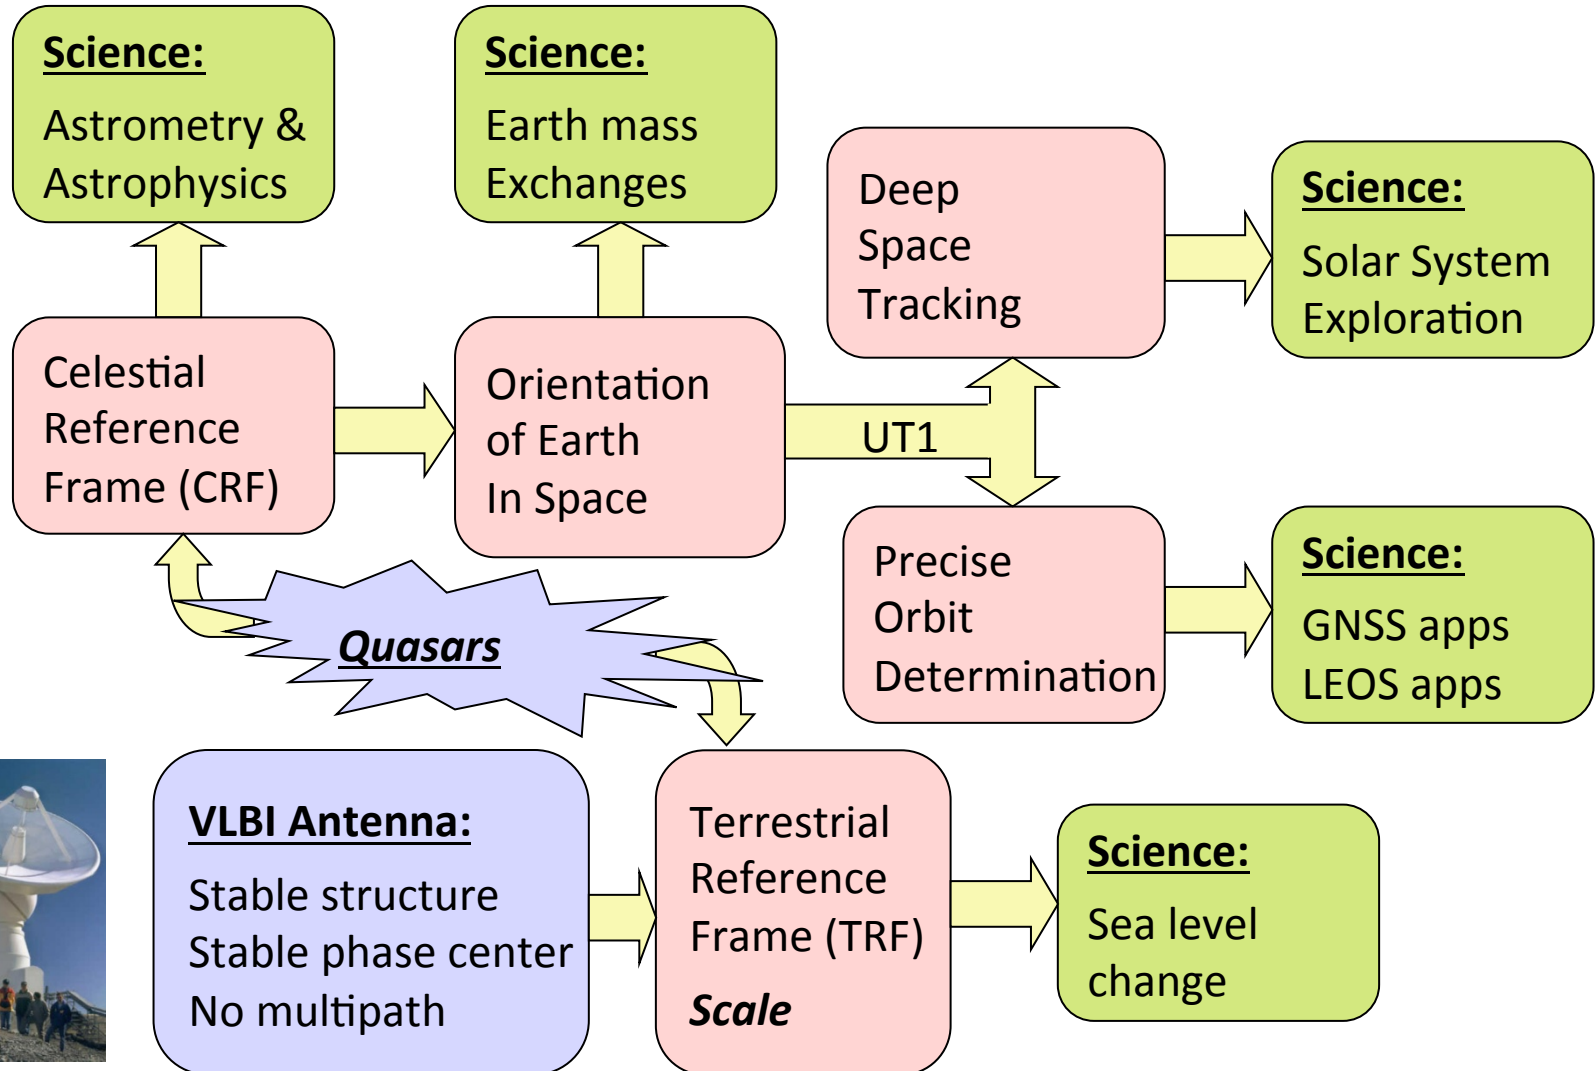 Science:
Astrometry &
Astrophysics
Science:
Earth mass
Exchanges
Deep
Space
Tracking
Science:
Solar System
Exploration
Celestial
Reference
Frame (CRF)
Orientation
of Earth
In Space
UT1
Precise
Orbit
Determination
Science:
GNSS apps
LEOS apps
Quasars
VLBI Antenna:
Stable structure
Stable phase center
No multipath
Terrestrial
Reference
Frame (TRF)
Scale
Science:
Sea level
change